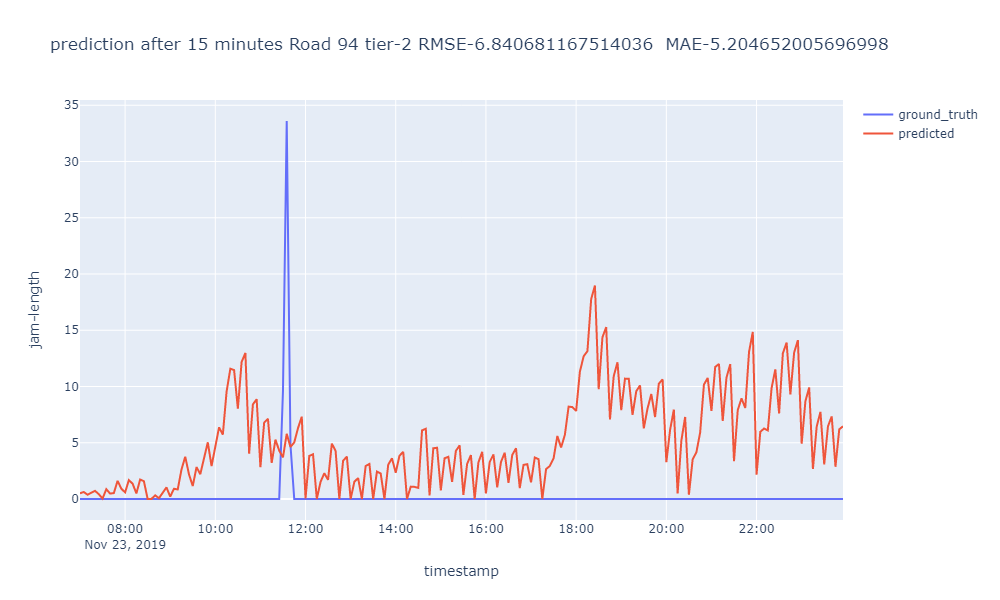 prediction after 15 minutes Road 94 tier-2 RMSE-6.840681167514036  MAE-5.204652005696998
ground_truth
predicted
35
30
25
20
15
10
5
0
jam-length
08:00 10:00 12:00 14:00 16:00 18:00 20:00 22:00
Nov 23, 2019
timestamp